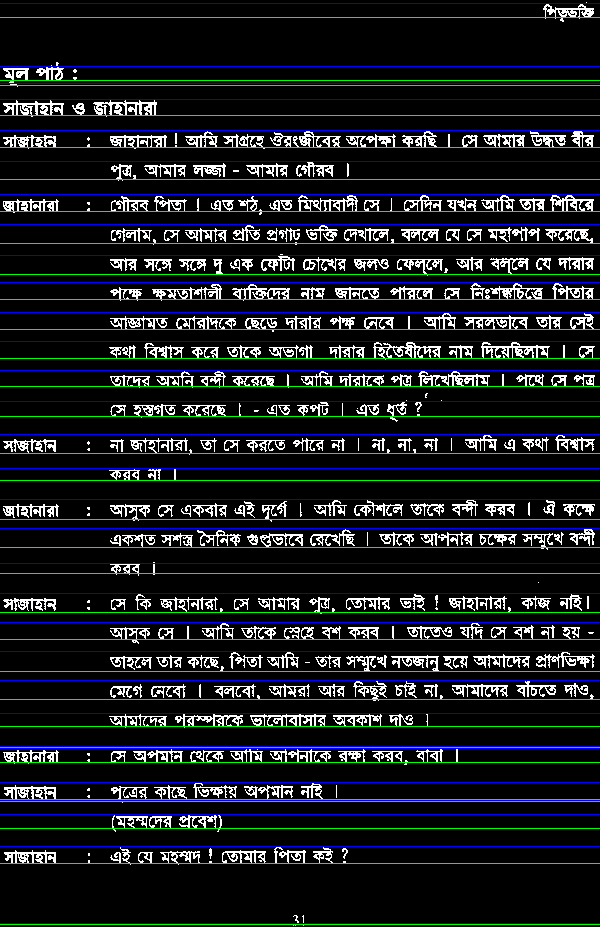 পিতৃভক্তি
মূল পাঠ :
সাজাহান ও জাহানারা
সাজাহান : জাহানারা ! আমি সাগ্রহে ঔরংজীবের অপেক্ষা করছি । সে আমার উদ্ধত বীর
পুত্র, আমার লজ্জা - আমার গৌরব ।
জাহানারা : গৌরব পিতা । এত শঠ, এত মিথ্যাবাদী সে । সেদিন যখন আমি তার শিবিরে
গেলাম, সে আমার প্রতি প্রগাঢ় ভক্তি দেখালে, বললে যে সে মহাপাপ করেছে,
আর সঙ্গে সঙ্গে দু এক ফোঁটা চোখের জলও ফেল্‌লে, আর বল্‌লে যে দারার
পক্ষে ক্ষমতাশালী ব্যক্তিদের নাম জানতে পারলে সে নিঃশঙ্কচিত্তে পিতার
আজ্ঞামত মোরাদকে ছেড়ে দারার পক্ষ নেবে । আমি সরলভাবে তার সেই
কথা বিশ্বাস করে তাকে অভাগা দারার হিতৈষীদের নাম দিয়েছিলাম । সে
তাদের অমনি বন্দী করেছে । আমি দারাকে পত্র লিখেছিলাম । পথে সে পত্র
সে হস্তগত করেছে । - এত কপট । এত ধূর্ত ?
সাজাহান : না জাহানারা, তা সে করতে পারে না । না, না, না । আমি এ কথা বিশ্বাস
করব না ।
জাহানারা : আসুক সে একবার এই দুর্গে । আমি কৌশলে তাকে বন্দী করব । ঐ কক্ষে
একশত সশস্ত্র সৈনিক গুপ্তভাবে রেখেছি । তাকে আপনার চক্ষের সম্মুখে বন্দী
করব ।
সাজাহান : সে কি জাহানারা, সে আমার পুত্র, তোমার ভাই ! জাহানারা, কাজ নাই।
আসুক সে । আমি তাকে স্নেহে বশ করব । তাতেও যদি সে বশ না হয় -
তাহলে তার কাছে, পিতা আমি - তার সম্মুখে নতজানু হয়ে আমাদের প্রাণভিক্ষা
মেগে নেবো । বলবো, আমরা আর কিছুই চাই না, আমাদের বাঁচতে দাও,
আমাদের পরস্পরকে ভালোবাসার অবকাশ দাও ।
জাহানারা : সে অপমান থেকে আমি আপনাকে রক্ষা করব, বাবা ।
সাজাহান : পুত্রের কাছে ভিক্ষায় অপমান নাই ।
(মহম্মদের প্রবেশ)
সাজাহান : এই যে মহম্মদ ! তোমার পিতা কই ?
31